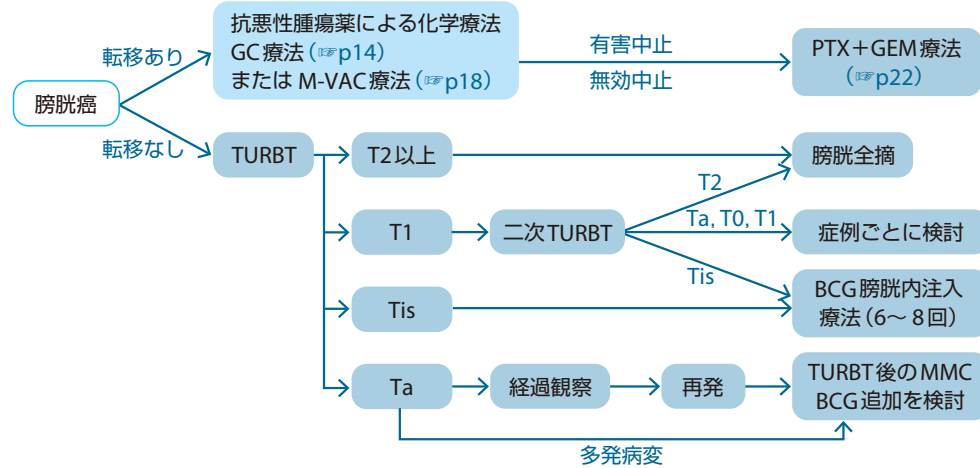 膀胱癌
転移あり
転移なし
抗悪性腫瘍薬による化学療法
GC療法(☞p14)
または M-VAC療法(☞p18)
有害中止
無効中止
PTX+GEM療法
(☞p22)
TURBT
T2以上
膀胱全摘
T1
二次TURBT
T2
Ta, T0, T1
Tis
症例ごとに検討
Tis
BCG膀胱内注入
療法(6〜8回)
Ta
経過観察
再発
TURBT後のMMC
BCG追加を検討
多発病変